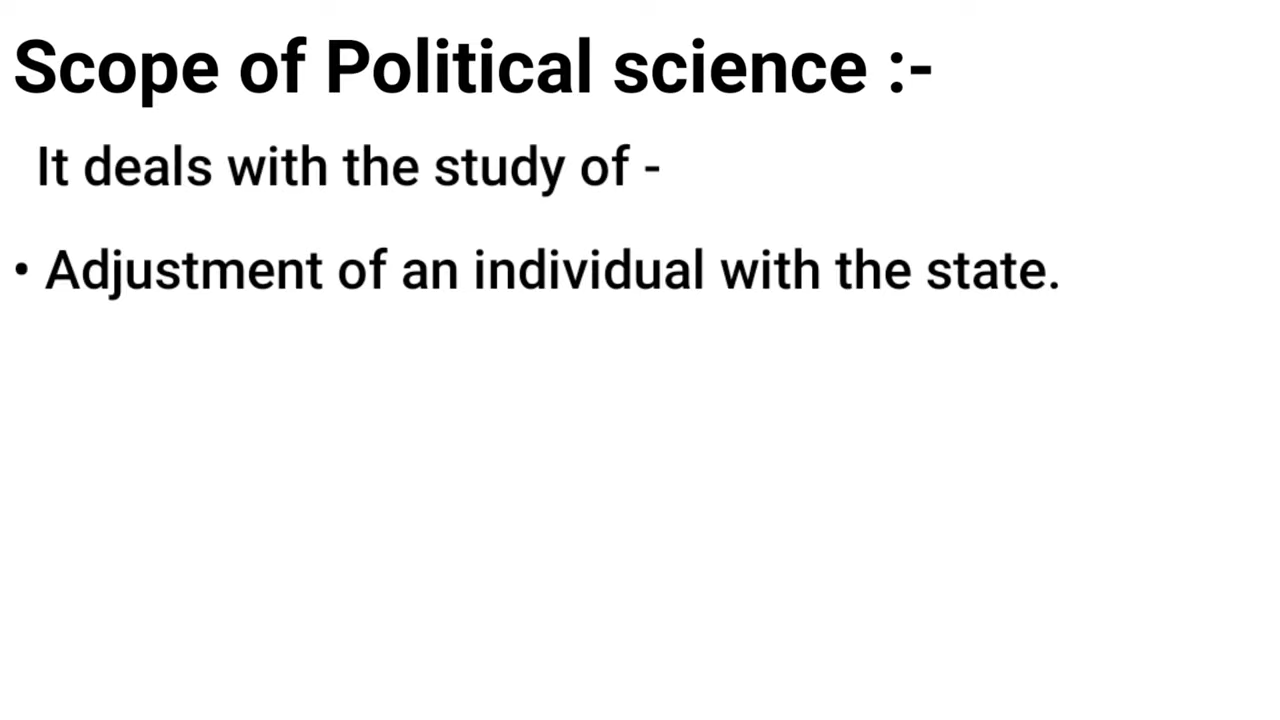 Scope of Political science :-
It deals with the study of -
• Adjustment of an individual with the state.